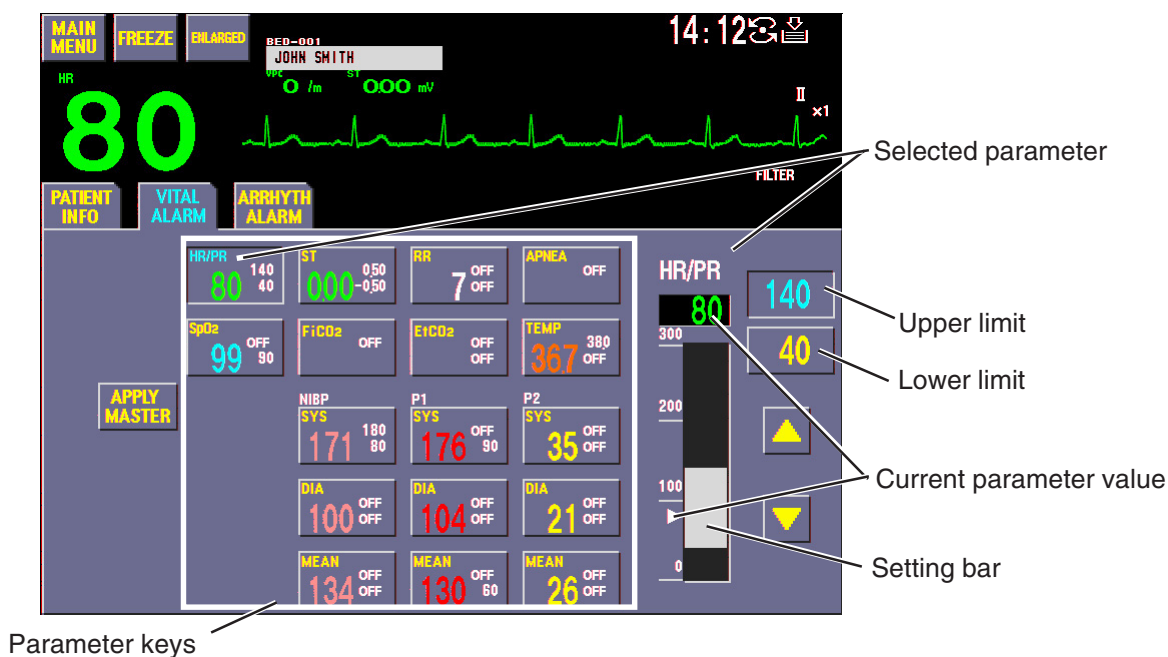 MAIN MENU
FREEZE
ENLARGED
BED-001
JOHN SMITH
14:12
HR
80
VPC
0 /m
ST
0.00 mV
II
×1
FILTER
Selected parameter
PATIENT INFO
VITAL ALARM
ARRHYTH ALARM
HR/PR
80
140
40
ST
0.00
0.50
-0.50
RR
7
OFF
OFF
APNEA
OFF
SpO2
99
OFF
90
FiCO2
OFF
EtCO2
OFF
OFF
TEMP
36.7
38.0
OFF
APPLY MASTER
NIBP
SYS
171
180
80
P1
SYS
176
OFF
90
P2
SYS
35
OFF
OFF
DIA
100
OFF
OFF
DIA
104
OFF
OFF
DIA
21
OFF
OFF
MEAN
134
OFF
OFF
MEAN
130
OFF
60
MEAN
26
OFF
OFF
HR/PR
80
300
200
100
0
140
40
Upper limit
Lower limit
Current parameter value
Setting bar
Parameter keys